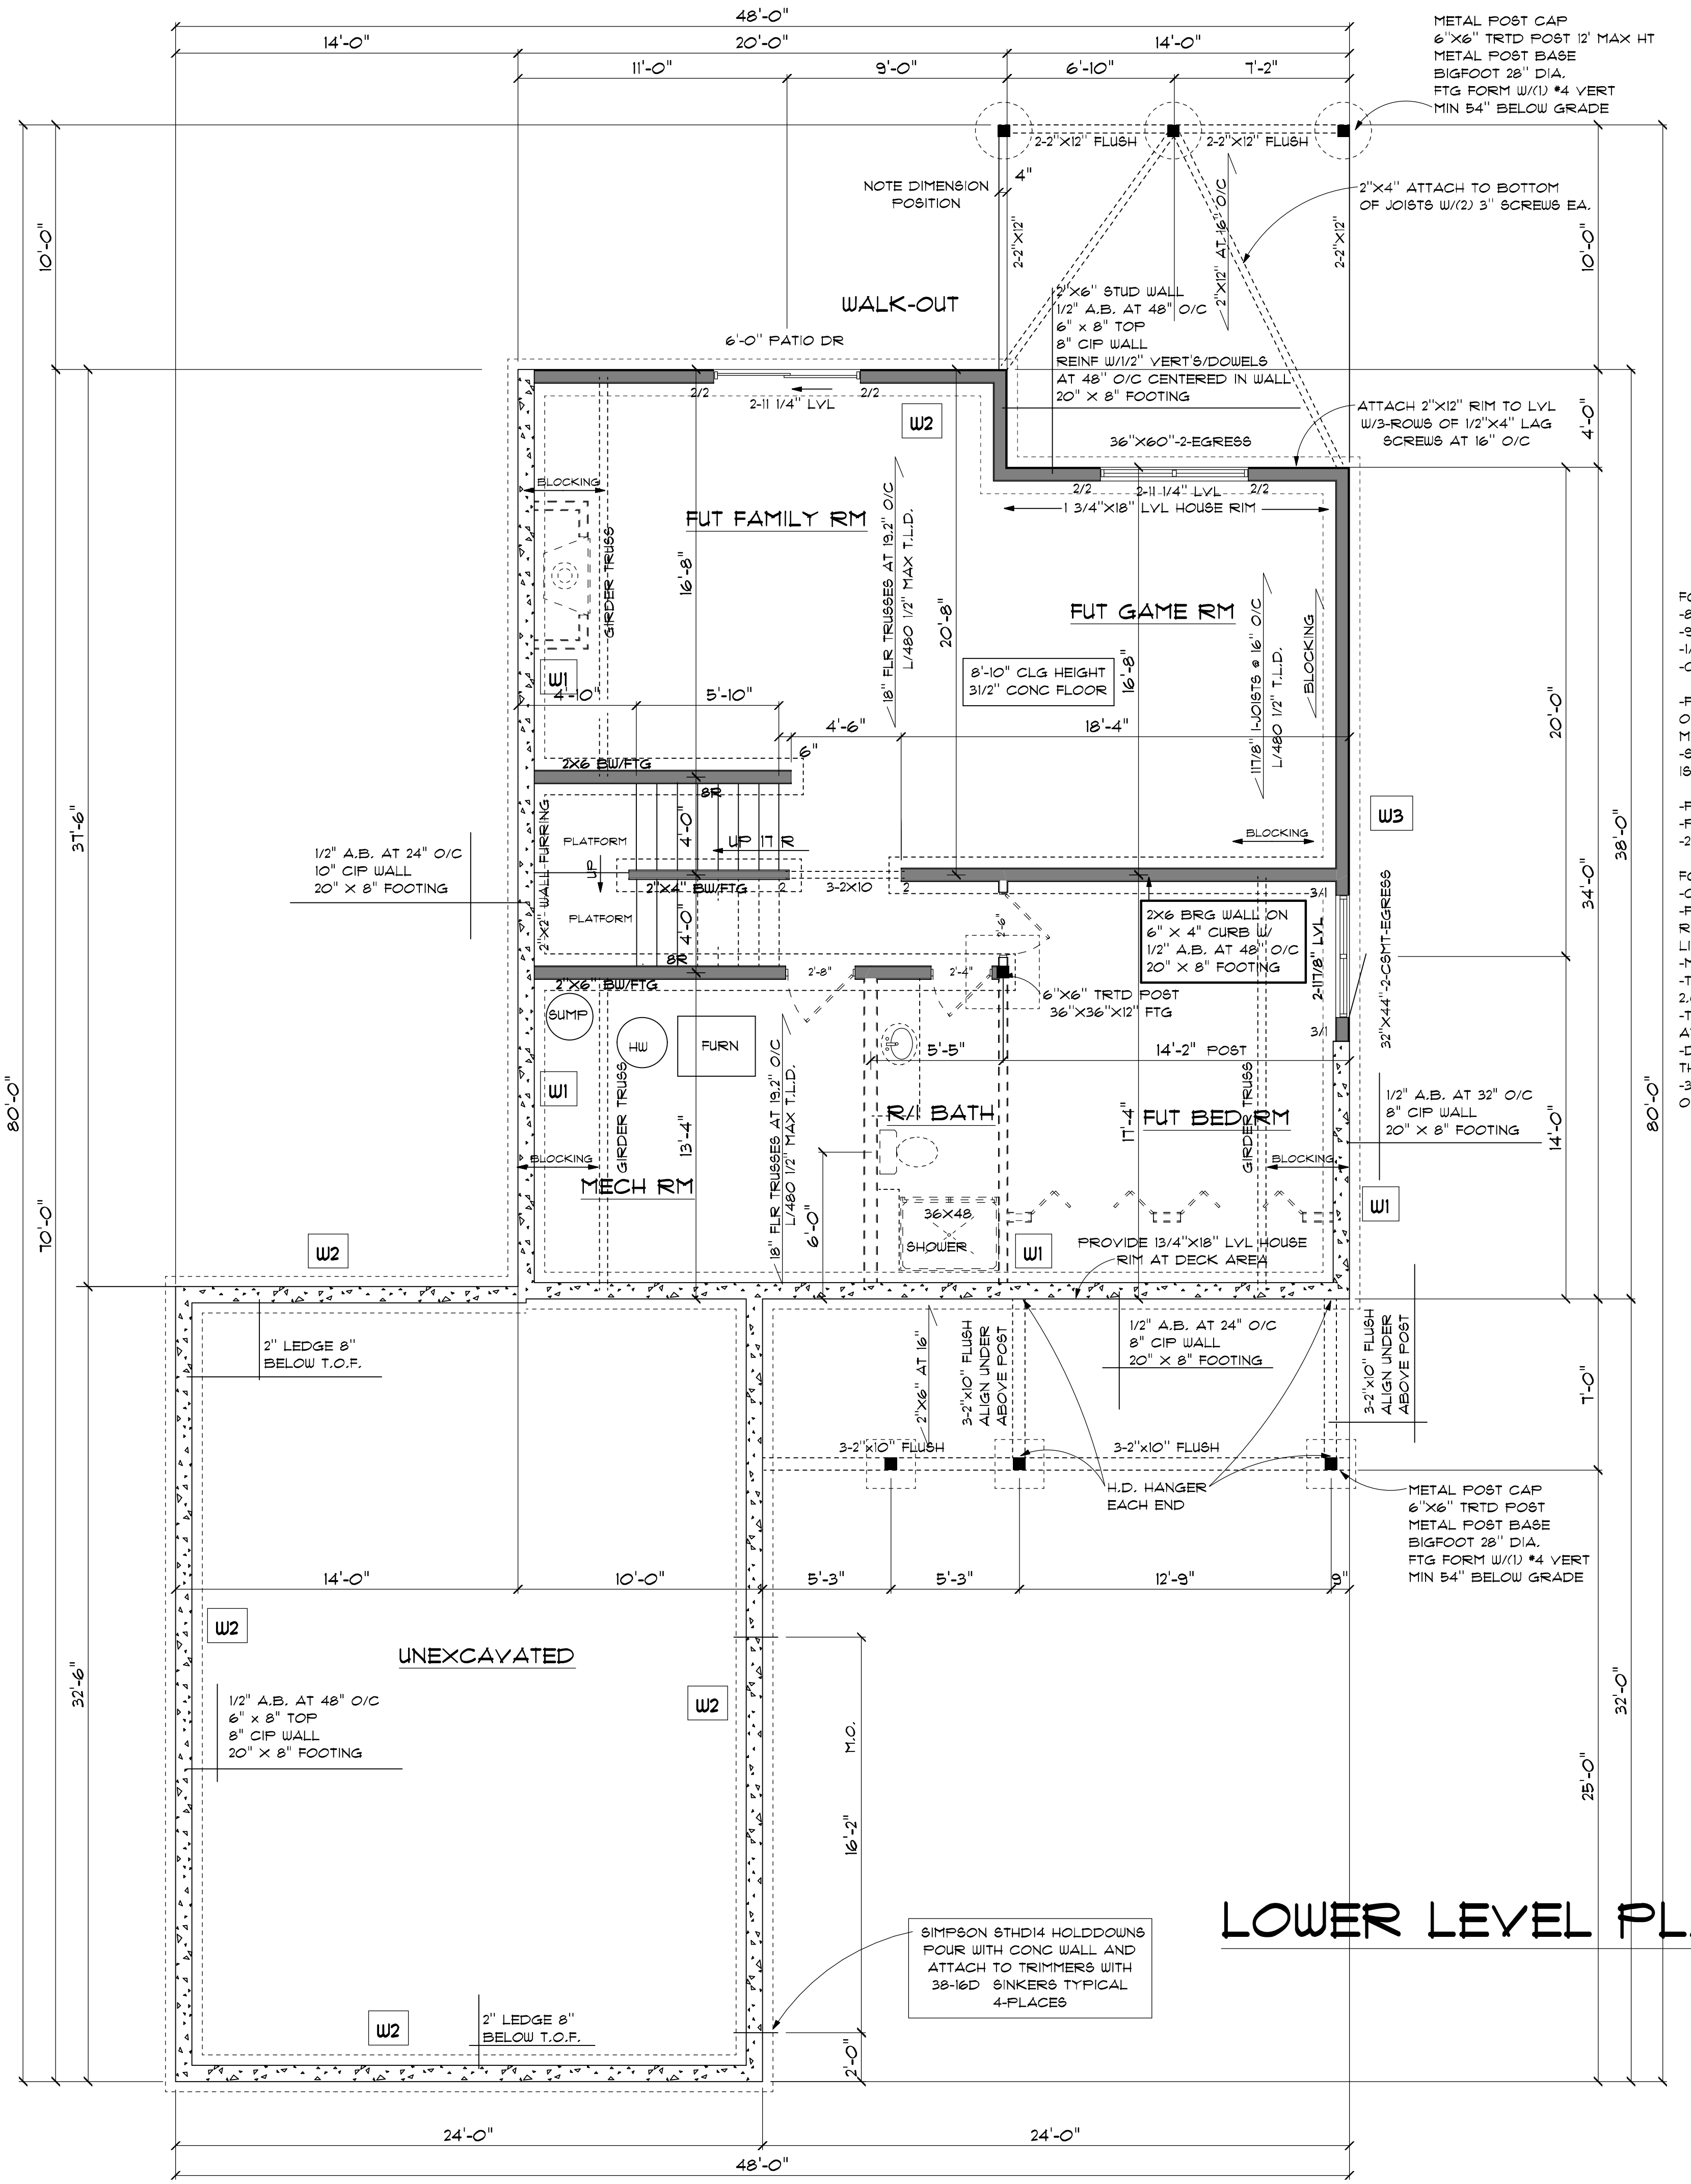 48'-0"
14'-0"
20'-0"
14'-0"
11'-0"
9'-0"
6'-10"
7'-2"
METAL POST CAP
6"X6" TRTD POST 12' MAX HT
METAL POST BASE
BIGFOOT 28" DIA.
FTG FORM W/(1) #4 VERT
MIN 54" BELOW GRADE
2-2"X12" FLUSH
2-2"X12" FLUSH
4"
NOTE DIMENSION
POSITION
2-2"X12"
2"X12" AT 16" O/C
2-2"X12"
2"X4" ATTACH TO BOTTOM
OF JOISTS W/(2) 3" SCREWS EA.
10'-0"
10'-0"
WALK-OUT
6'-0" PATIO DR
2"X6" STUD WALL
1/2" A.B. AT 48" O/C
6" x 8" TOP
8" CIP WALL
REINF W/1/2" VERT'S/DOWELS
AT 48" O/C CENTERED IN WALL
20" X 8" FOOTING
2/2
2-11 1/4" LVL
2/2
W2
ATTACH 2"X12" RIM TO LVL
W/3-ROWS OF 1/2"X4" LAG
SCREWS AT 16" O/C
4'-0"
36"X60"-2-EGRESS
2/2
2-11 1/4" LVL
2/2
1 3/4"X18" LVL HOUSE RIM
BLOCKING
FUT FAMILY RM
GIRDER TRUSS
16'-8"
18" FLR TRUSSES AT 19.2" O/C
L/480 1/2" MAX T.L.D.
20'-8"
FUT GAME RM
8'-10" CLG HEIGHT
31/2" CONC FLOOR
16'-8"
117/8" I-JOISTS @ 16" O/C
L/480 1/2" T.L.D.
BLOCKING
20'-0"
W1
4'-10"
5'-10"
4'-6"
18'-4"
6"
2X6 BW/FTG
8R
37'-6"
38'-0"
34'-0"
W3
2"X2" WALL FURRING
PLATFORM
UP
4'-0"
UP 17 R
BLOCKING
1/2" A.B. AT 24" O/C
10" CIP WALL
20" X 8" FOOTING
2"X4" BW/FTG
2
3-2X10
2
PLATFORM
4'-0"
8R
2'-6"
2X6 BRG WALL ON
6" X 4" CURB W/
1/2" A.B. AT 48" O/C
20" X 8" FOOTING
3/1
2-117/8" LVL
3/1
32"X44"-2-CSMT-EGRESS
2"X6" BW/FTG
2'-8"
2'-4"
6"X6" TRTD POST
36"X36"X12" FTG
SUMP
HW
FURN
5'-5"
14'-2" POST
80'-0"
80'-0"
W1
GIRDER TRUSS
13'-4"
18" FLR TRUSSES AT 19.2" O/C
L/480 1/2" MAX T.L.D.
R/I BATH
17'-4"
FUT BED RM
GIRDER TRUSS
1/2" A.B. AT 32" O/C
8" CIP WALL
20" X 8" FOOTING
14'-0"
BLOCKING
BLOCKING
MECH RM
W1
10'-0"
6'-0"
36X48
SHOWER
W1
PROVIDE 13/4"X18" LVL HOUSE
RIM AT DECK AREA
W2
2" LEDGE 8"
BELOW T.O.F.
2"X6" AT 16"
3-2"x10" FLUSH
ALIGN UNDER
ABOVE POST
1/2" A.B. AT 24" O/C
8" CIP WALL
20" X 8" FOOTING
3-2"x10" FLUSH
ALIGN UNDER
ABOVE POST
7'-0"
3-2"x10" FLUSH
3-2"x10" FLUSH
H.D. HANGER
EACH END
METAL POST CAP
6"X6" TRTD POST
METAL POST BASE
BIGFOOT 28" DIA.
FTG FORM W/(1) #4 VERT
MIN 54" BELOW GRADE
14'-0"
10'-0"
5'-3"
5'-3"
12'-9"
9"
W2
UNEXCAVATED
32'-6"
32'-0"
1/2" A.B. AT 48" O/C
6" x 8" TOP
8" CIP WALL
20" X 8" FOOTING
W2
M.O.
16'-2"
25'-0"
LOWER LEVEL PL
SIMPSON STHD14 HOLDDOWNS
POUR WITH CONC WALL AND
ATTACH TO TRIMMERS WITH
38-16D SINKERS TYPICAL
4-PLACES
W2
2" LEDGE 8"
BELOW T.O.F.
2'-0"
24'-0"
24'-0"
48'-0"